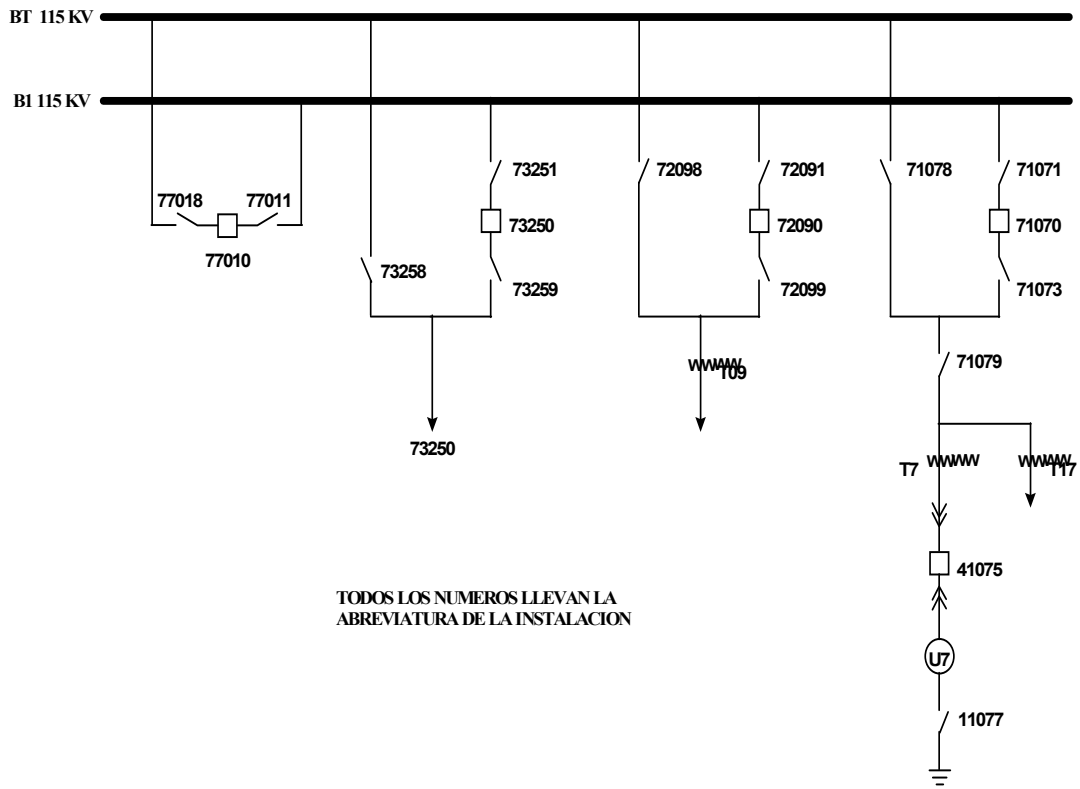 BT 115 KV
B1 115 KV
77018
77011
77010
73251
73250
73259
73258
73250
72098
72091
72090
72099
T09
71078
71071
71070
71073
71079
T7
T17
41075
U7
11077
TODOS LOS NUMEROS LLEVAN LA
ABREVIATURA DE LA INSTALACION